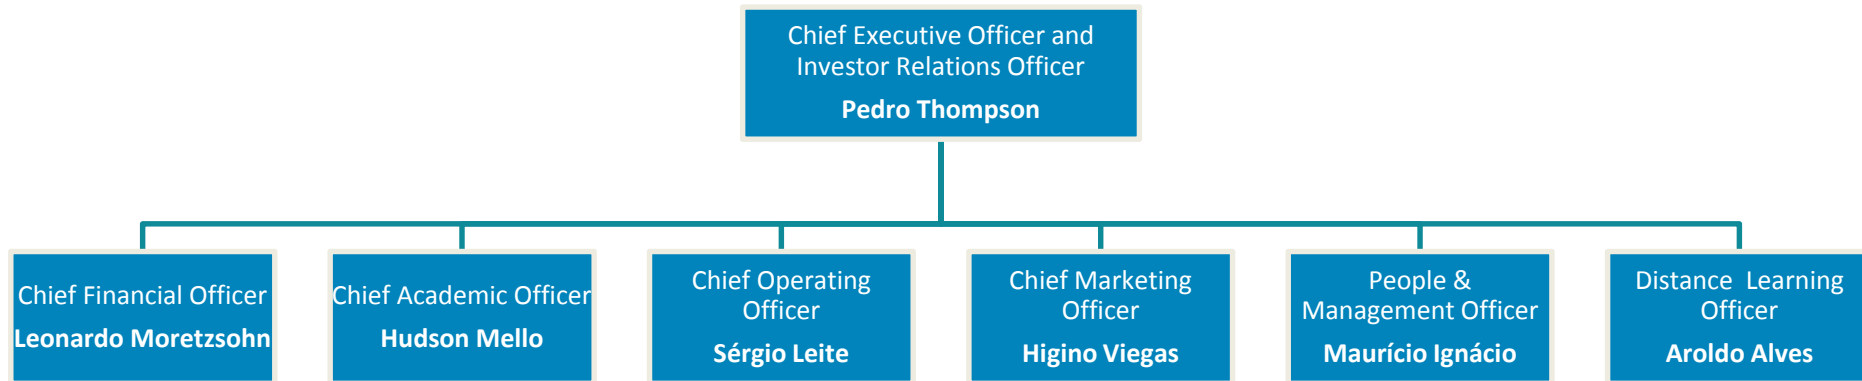 Chief Executive Officer and
Investor Relations Officer
Pedro Thompson
Chief Financial Officer
Leonardo Moretzsohn
Chief Academic Officer
Hudson Mello
Chief Operating
Officer
Sérgio Leite
Chief Marketing
Officer
Higino Viegas
People &
Management Officer
Maurício Ignácio
Distance  Learning
Officer
Aroldo Alves